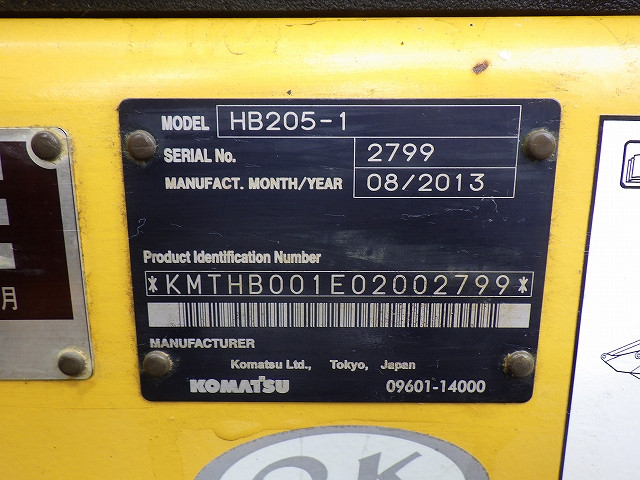 MODEL HB205-1
SERIAL No. 2799
MANUFACT. MONTH/YEAR 08/2013
Product Identification Number
*KMTHB001E02002799*
MANUFACTURER
Komatsu Ltd., Tokyo, Japan
KOMATSU 09601-14000
月
OK